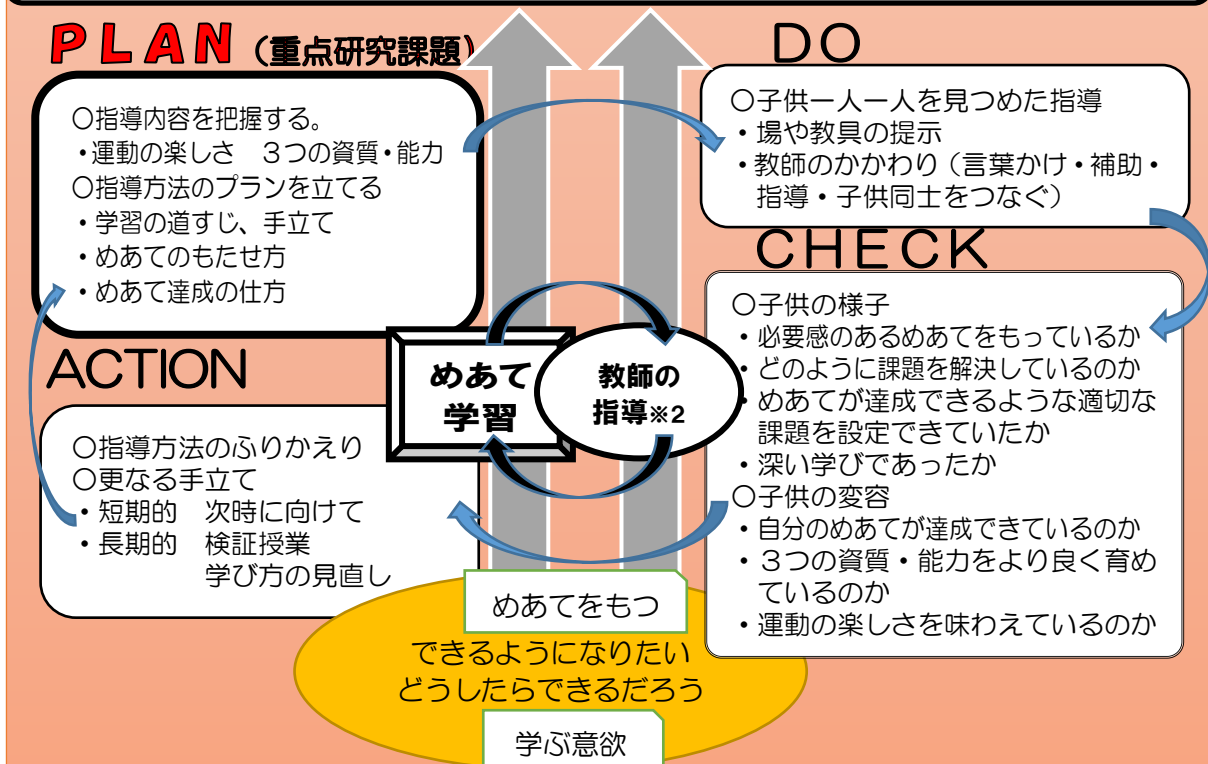 PLAN（重点研究課題）
〇指導内容を把握する。
・運動の楽しさ　３つの資質・能力
〇指導方法のプランを立てる
・学習の道すじ、手立て
・めあてのもたせ方
・めあて達成の仕方
DO
〇子供一人一人を見つめた指導
・場や教具の提示
・教師のかかわり（言葉かけ・補助・
指導・子供同士をつなぐ）
CHECK
〇子供の様子
・必要感のあるめあてをもっているか
・どのように課題を解決しているのか
・めあてが達成できるような適切な
課題を設定できていたか
・深い学びであったか
〇子供の変容
・自分のめあてが達成できているのか
・３つの資質・能力をより良く育め
ているのか
・運動の楽しさを味わえているのか
ACTION
〇指導方法のふりかえり
〇更なる手立て
・短期的　次時に向けて
・長期的　検証授業
学び方の見直し
めあて
学習
教師の
指導※2
めあてをもつ
できるようになりたい
どうしたらできるだろう
学ぶ意欲